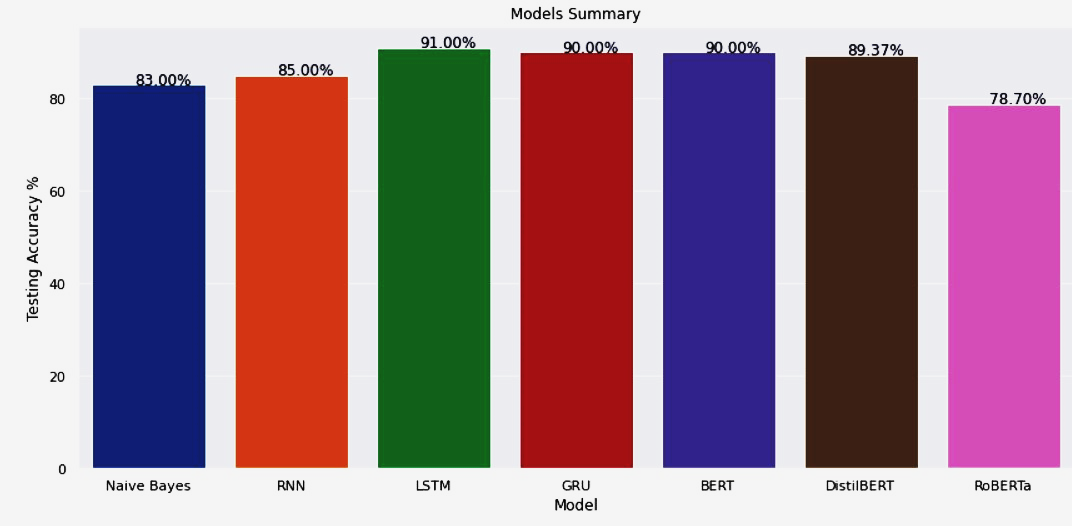 Models Summary
83.00%
85.00%
91.00%
90.00%
90.00%
89.37%
78.70%
Testing Accuracy %
80
60
40
20
0
Naive Bayes
RNN
LSTM
GRU
BERT
DistilBERT
RoBERTa
Model